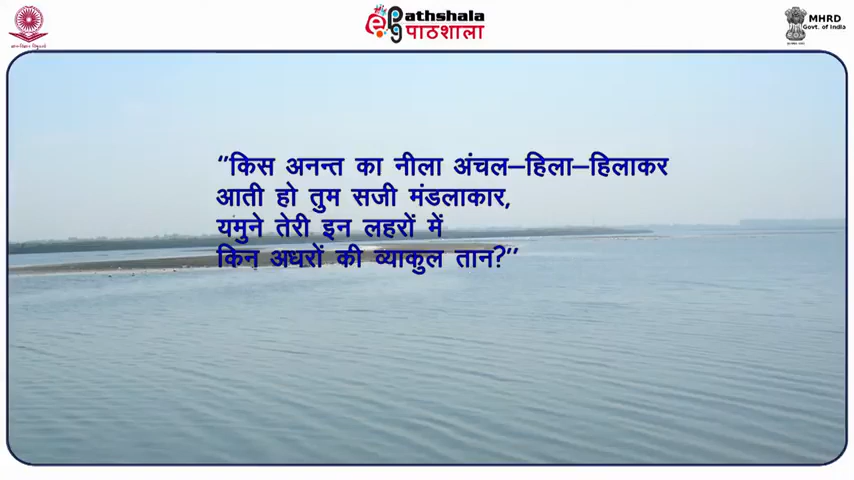 Pathshala
पाठशाला
MHRD
Govt. of India
‘‘किस अनन्त का नीला अंचल–हिला–हिलाकर
आती हो तुम सजी मंडलाकार,
यमुने तेरी इन लहरों में
किन अधरों की व्याकुल तान?’’